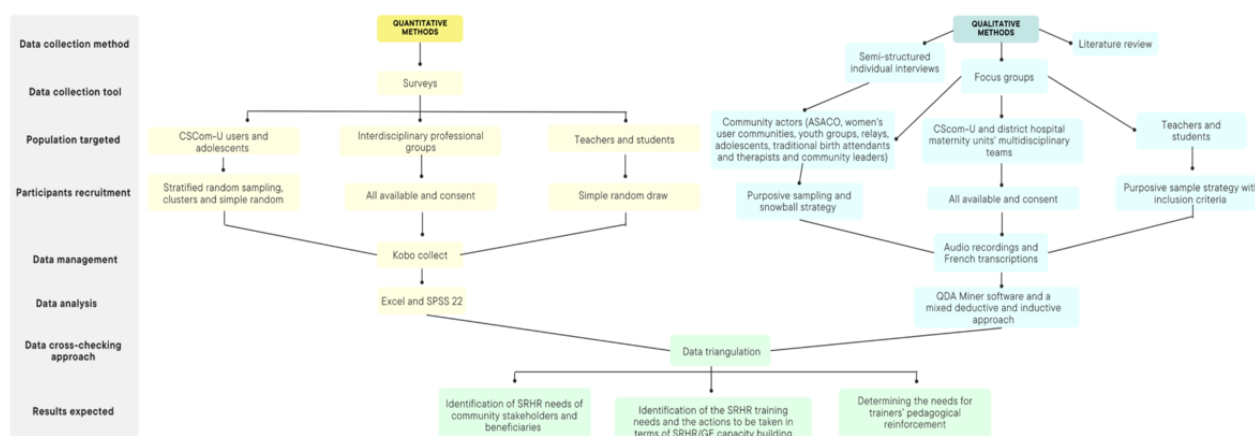 QUANTITATIVE
METHODS
QUALITATIVE
METHODS
Data collection method
Literature review
Semi-structured
individual interviews
Data collection tool
Surveys
Focus groups
Population targeted
CSCom-U users and
adolescents
Interdisciplinary professional
groups
Teachers and students
Community actors (ASACO, women's
user communities, youth groups, relays,
adolescents, traditional birth attendants
and therapists and community leaders)
CScom-U and district hospital
maternity units' multidisciplinary
teams
Teachers and
students
Participants recruitment
Stratified random sampling,
clusters and simple random
All available and consent
Simple random draw
Purposive sampling and
snowball strategy
All available and consent
Purposive sample strategy with
inclusion criteria
Data management
Kobo collect
Audio recordings and
French transcriptions
Data analysis
Excel and SPSS 22
QDA Miner software and a
mixed deductive and inductive
approach
Data cross-checking
approach
Data triangulation
Results expected
Identification of SRHR needs of
community stakeholders and
beneficiaries
Identification of the SRHR training
needs and the actions to be taken in
terms of SRHR/GE capacity building
Determining the needs for
trainers' pedagogical
reinforcement